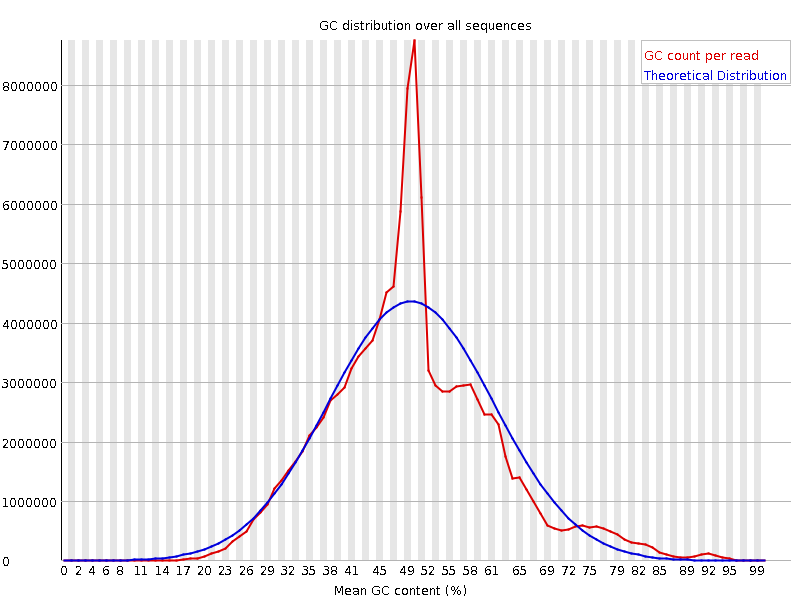 GC distribution over all sequences
GC count per read
Theoretical Distribution
8000000
7000000
6000000
5000000
4000000
3000000
2000000
1000000
0
0 2 4 6 8 11 14 17 20 23 26 29 32 35 38 41 45 49 52 55 58 61 65 69 72 75 79 82 85 89 92 95 99
Mean GC content (%)